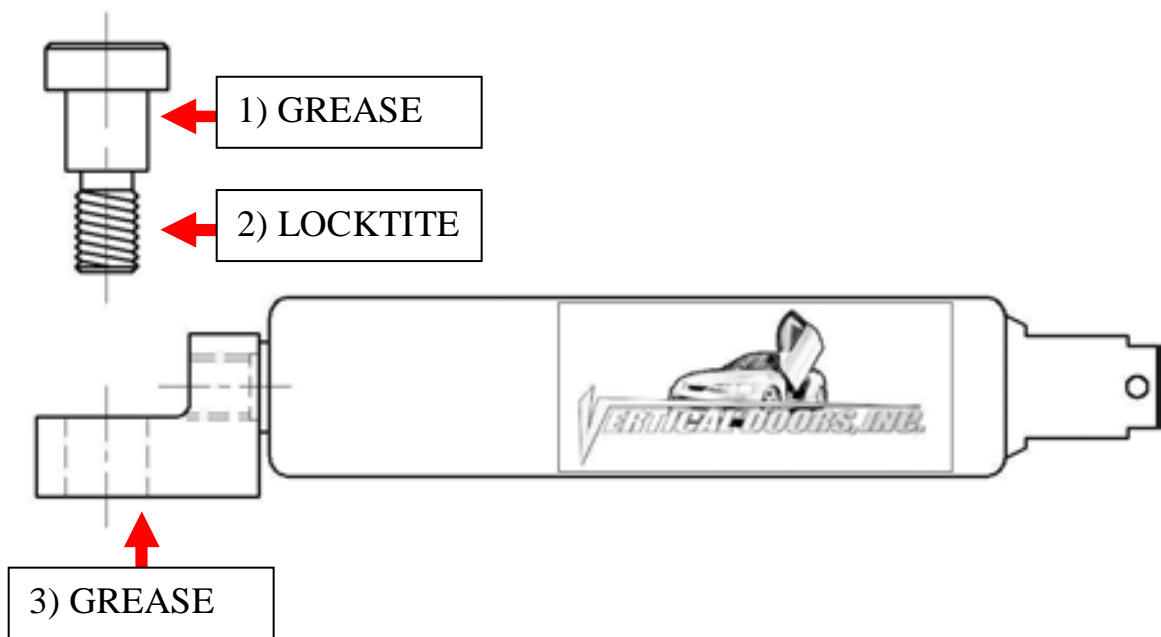 1) GREASE
2) LOCKTITE
VERTICAL DOORS, INC.
3) GREASE